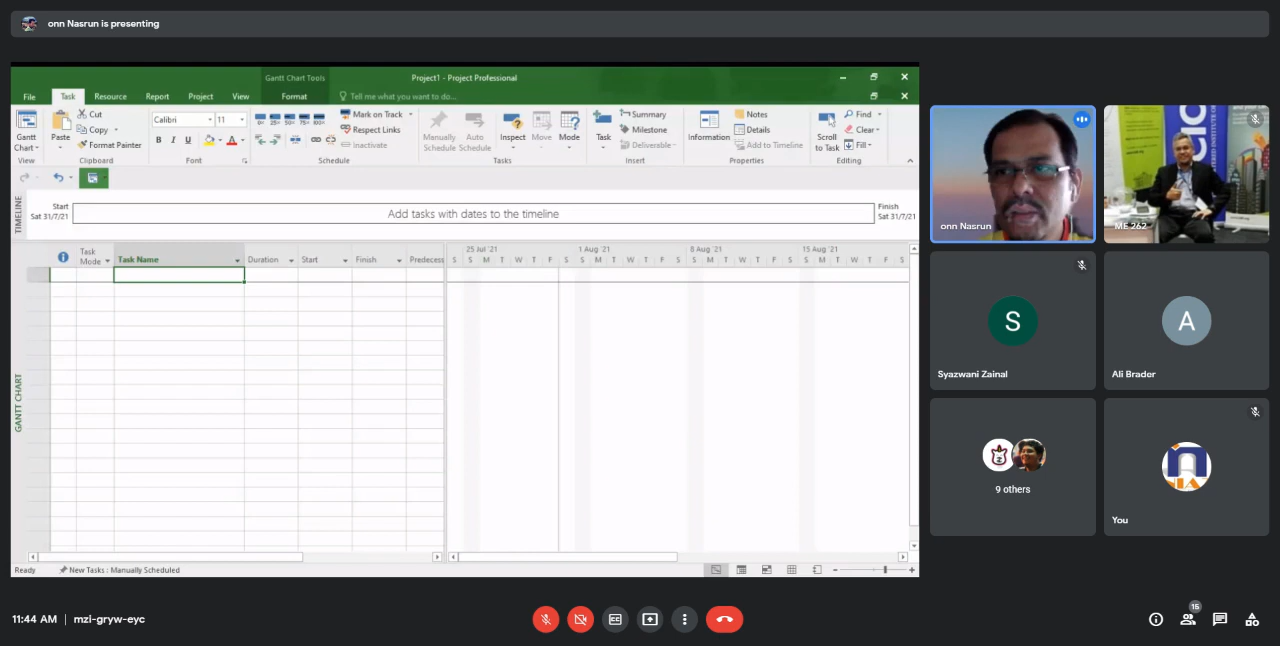 onn Nasrun is presenting
Gantt Chart Tools
Project1 - Project Professional
File Task Resource Report Project View Format Tell me what you want to do...
Gantt Chart
View
Paste
Cut
Copy
Format Painter
Clipboard
Calibri 11
B I U A
Font
0% 25% 50% 75% 100%
Mark on Track
Respect Links
Inactivate
Schedule
Manually Schedule
Auto Schedule
Inspect
Move
Mode
Tasks
Task
Summary
Milestone
Deliverable
Insert
Information
Notes
Details
Add to Timeline
Properties
Scroll to Task
Find
Clear
Fill
Editing
TIMELINE
Start
Sat 31/7/21
Add tasks with dates to the timeline
Finish
Sat 31/7/21
Task Mode Task Name Duration Start Finish Predecess
25 Jul '21 1 Aug '21 8 Aug '21 15 Aug '21
S S M T W T F S S M T W T F S S M T W T F S S M T W T F S
GANTT CHART
Ready New Tasks : Manually Scheduled
onn Nasrun
ME 262
S
Syazwani Zainal
A
Ali Brader
9 others
You
11:44 AM | mzi-gryw-eyc
15